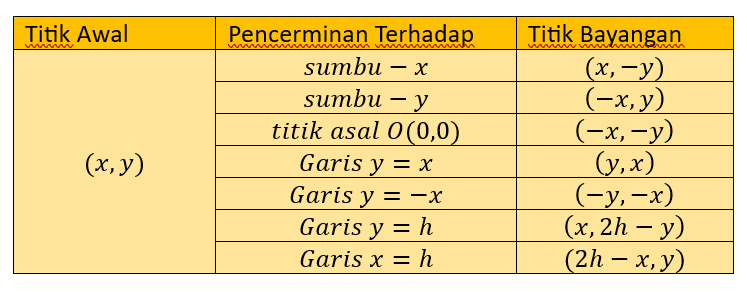 Titik Awal Pencerminan Terhadap Titik Bayangan
sumbu − x (x, −y)
sumbu − y (−x, y)
titik asal O(0,0) (−x, −y)
(x, y) Garis y = x (y, x)
Garis y = −x (−y, −x)
Garis y = h (x, 2h − y)
Garis x = h (2h − x, y)